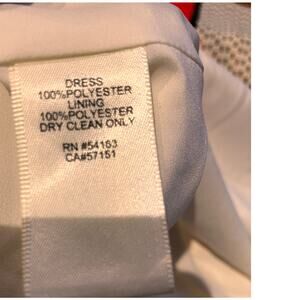 DRESS
100%POLYESTER
LINING
100%POLYESTER
DRY CLEAN ONLY
RN #54163
CA#57151